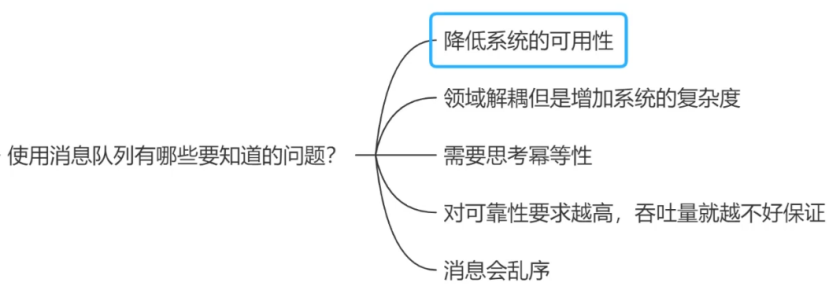 降低系统的可用性
领域解耦但是增加系统的复杂度
使用消息队列有哪些要知道的问题？
需要思考幂等性
对可靠性要求越高，吞吐量就越不好保证
消息会乱序